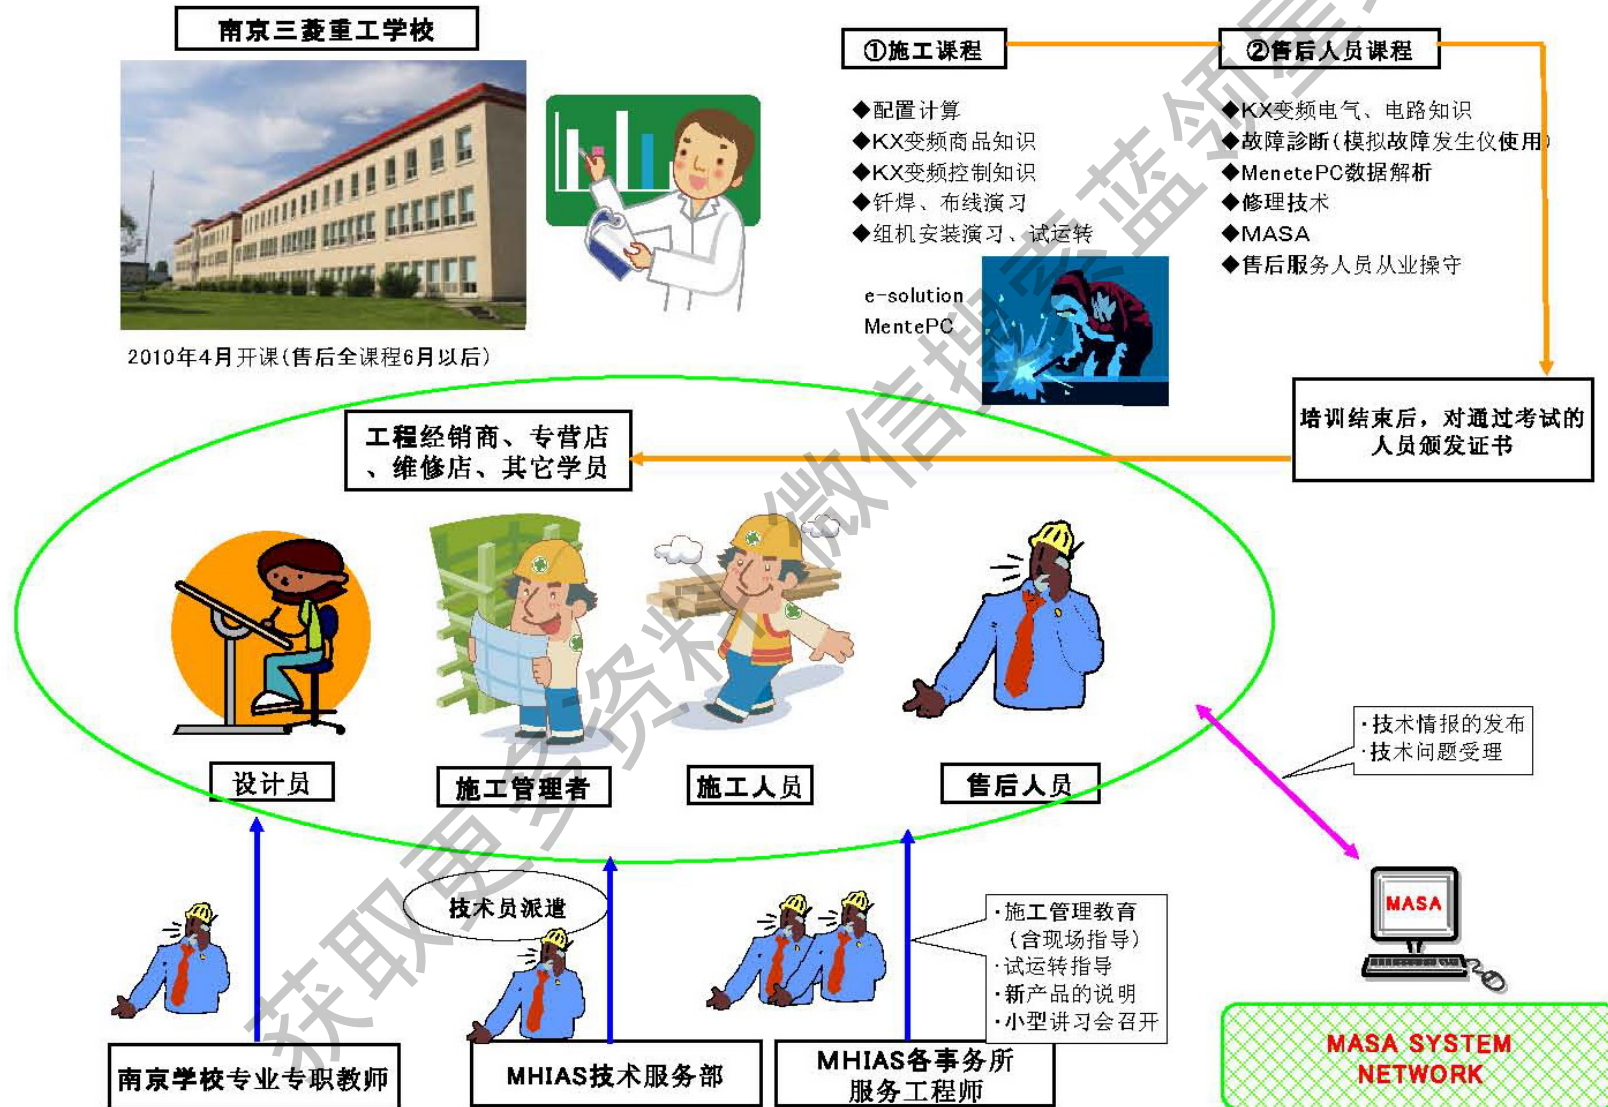 南京三菱重工学校
2010年4月开课(售后全课程6月以后)
①施工课程
◆配置计算
◆KX变频商品知识
◆KX变频控制知识
◆钎焊、布线演习
◆组机安装演习、试运转
e-solution
MentePC
②售后人员课程
◆KX变频电气、电路知识
◆故障診断(模拟故障发生仪使用)
◆MenetePC数据解析
◆修理技术
◆MASA
◆售后服务人员从业操守
培训结束后，对通过考试的
人员颁发证书
工程经销商、专营店
、维修店、其它学员
设计员
施工管理者
施工人员
售后人员
·技术情报的发布
·技术问题受理
技术员派遣
·施工管理教育
（含现场指导）
·试运转指导
·新产品的说明
·小型讲习会召开
MASA
南京学校专业专职教师
MHIAS技术服务部
MHIAS各事务所
服务工程师
MASA SYSTEM
NETWORK
获取更多资料 微信搜索蓝领星